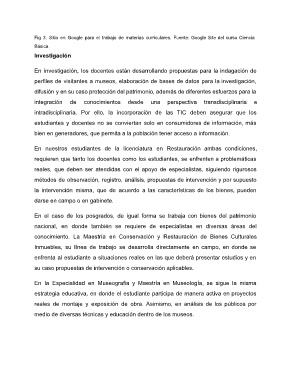 Fig 3. Sitio en Google para el trabajo de materias curriculares. Fuente: Google Site del curso Ciencia
Básica
Investigación
En investigación, los docentes están desarrollando propuestas para la indagación de
perfiles de visitantes a museos, elaboración de bases de datos para la investigación,
difusión y en su caso protección del patrimonio, además de diferentes esfuerzos para la
integración de conocimientos desde una perspectiva transdisciplinaria e
intradisciplinaria. Por ello, la incorporación de las TIC deben asegurar que los
estudiantes y docentes no se conviertan solo en consumidores de información, más
bien en generadores, que permita a la población tener acceso a información.
En nuestros estudiantes de la licenciatura en Restauración ambas condiciones,
requieren que tanto los docentes como los estudiantes, se enfrenten a problemáticas
reales, que deben ser atendidas con el apoyo de especialistas, siguiendo rigurosos
métodos de observación, registro, análisis, propuestas de intervención y por supuesto
la intervención misma, que de acuerdo a las características de los bienes, pueden
darse en campo o en gabinete.
En el caso de los posgrados, de igual forma se trabaja con bienes del patrimonio
nacional, en donde también se requiere de especialistas en diversas áreas del
conocimiento. La Maestría en Conservación y Restauración de Bienes Culturales
Inmuebles, su línea de trabajo se desarrolla directamente en campo, en donde se
enfrenta al estudiante a situaciones reales en las que deberá presentar estudios y en
su caso propuestas de intervención o conservación aplicables.
En la Especialidad en Museografía y Maestría en Museología, se sigue la misma
estrategia educativa, en donde el estudiante participa de manera activa en proyectos
reales de montaje y exposición de obra. Asimismo, en análisis de los públicos por
medio de diversas técnicas y educación dentro de los museos.